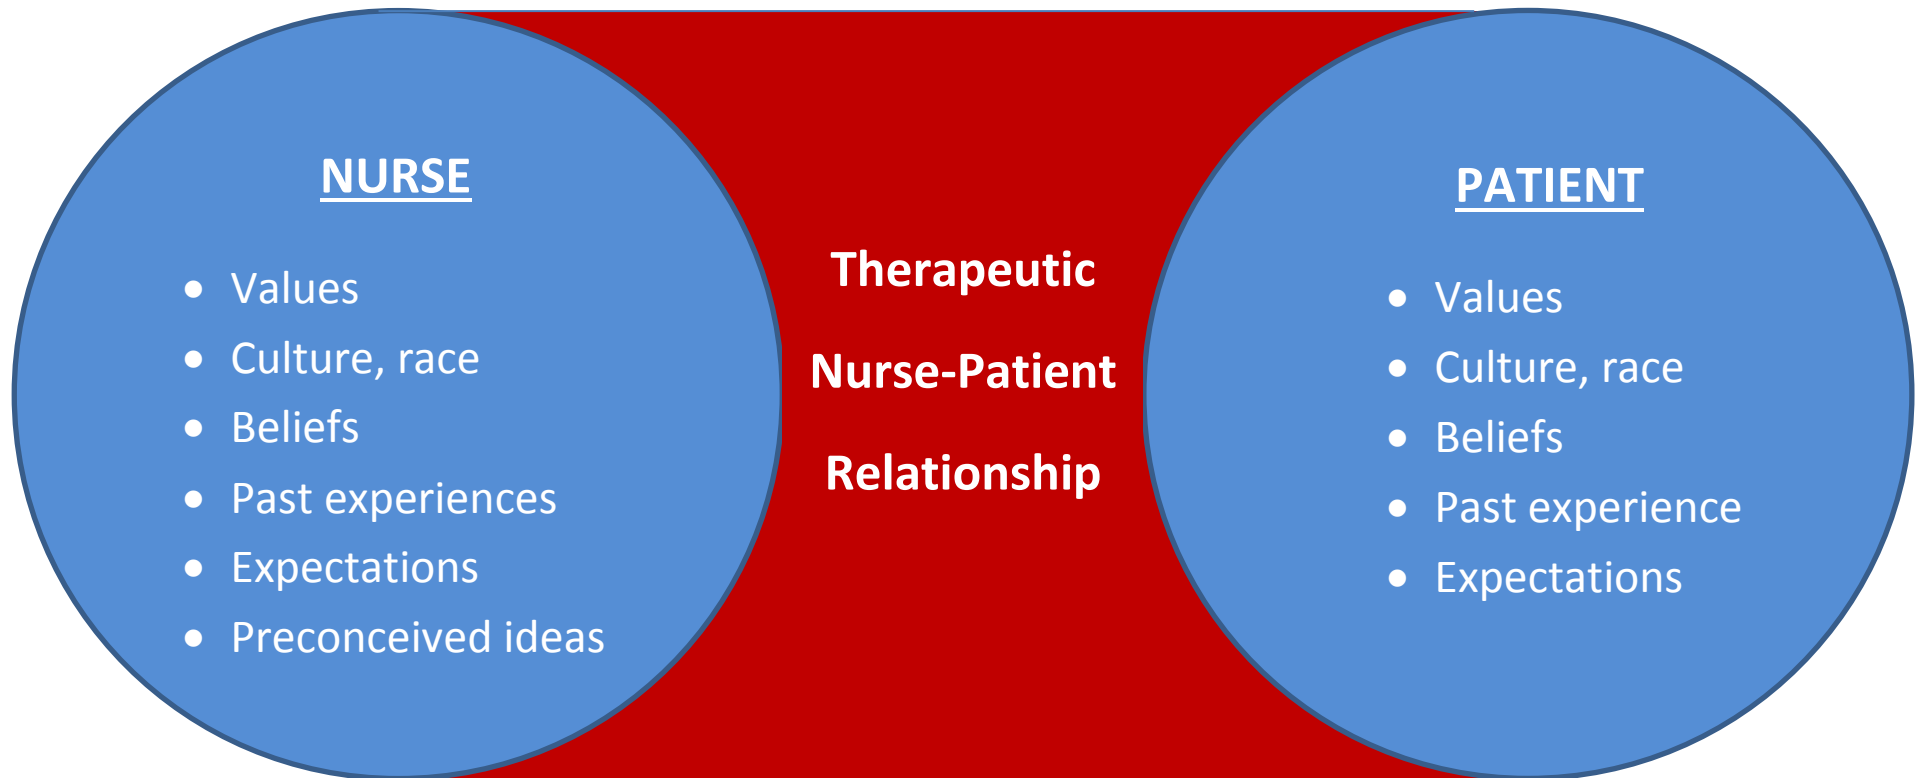 NURSE
• Values
• Culture, race
• Beliefs
• Past experiences
• Expectations
• Preconceived ideas
Therapeutic
Nurse-Patient
Relationship
PATIENT
• Values
• Culture, race
• Beliefs
• Past experience
• Expectations